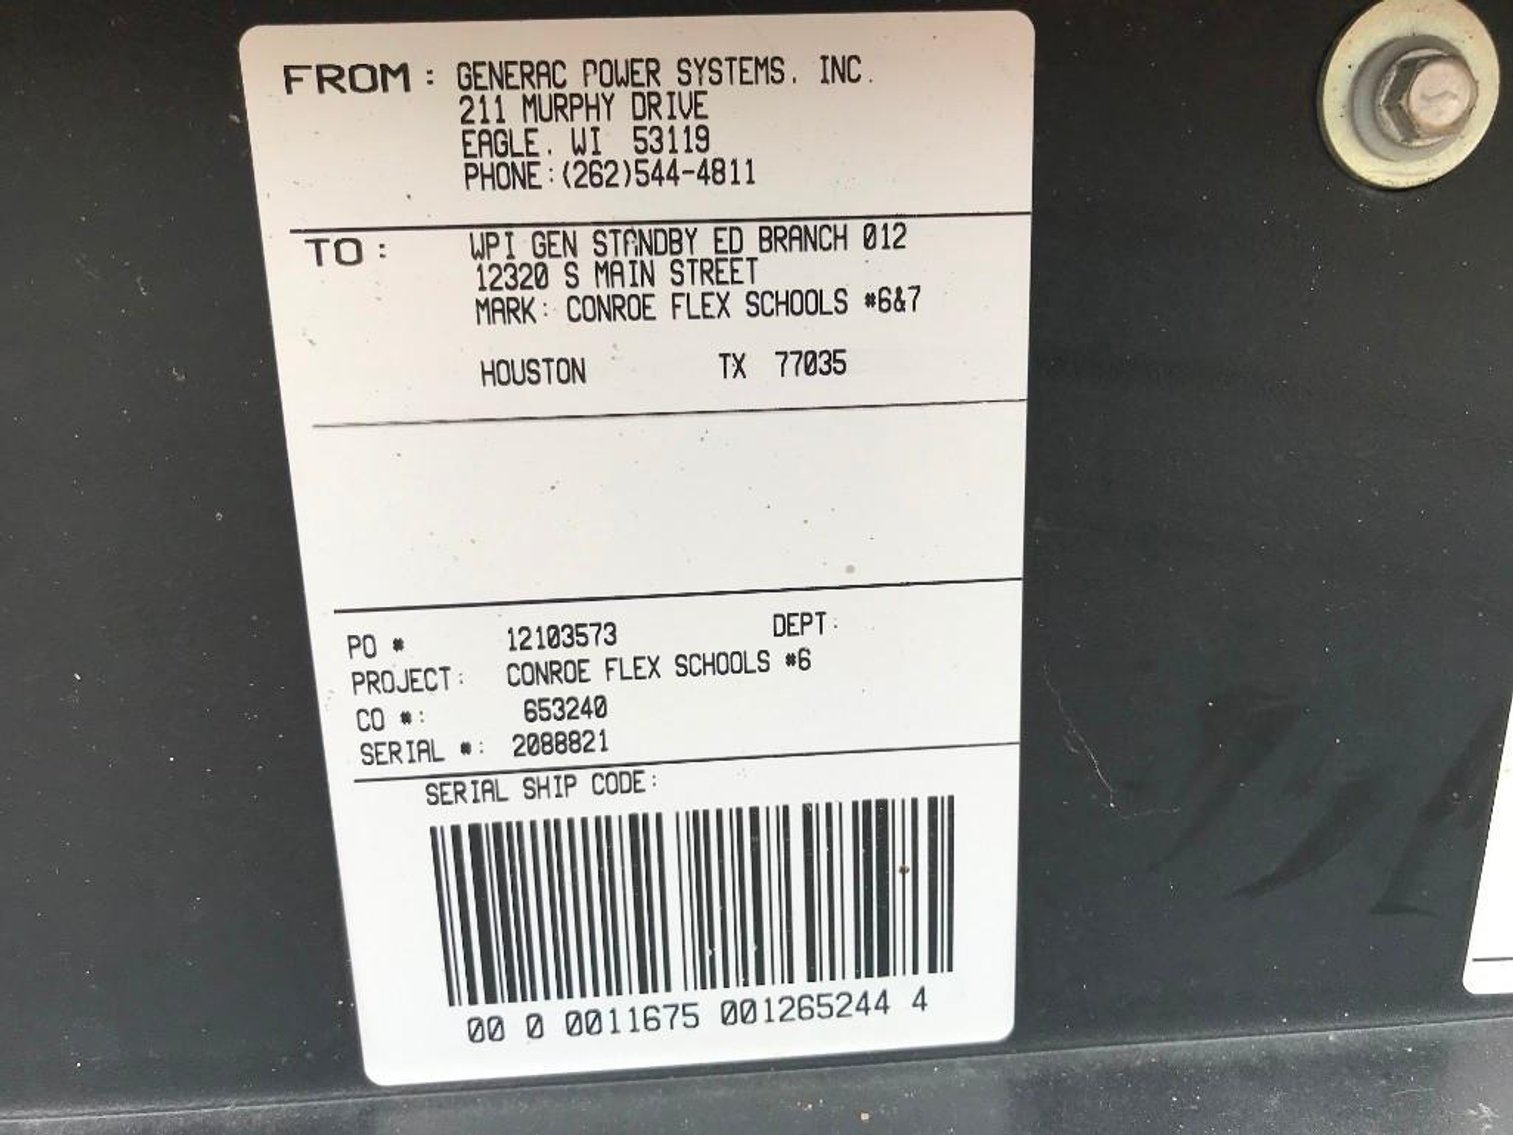 FROM: GENERAC POWER SYSTEMS, INC.
211 MURPHY DRIVE
EAGLE, WI 53119
PHONE:(262)544-4811
TO: WPI GEN STANDBY ED BRANCH 012
12320 S MAIN STREET
MARK: CONROE FLEX SCHOOLS #6&7
HOUSTON TX 77035
PO # 12103573 DEPT:
PROJECT: CONROE FLEX SCHOOLS #6
CO #: 653240
SERIAL #: 2088821
SERIAL SHIP CODE:
00 0 0011675 001265244 4